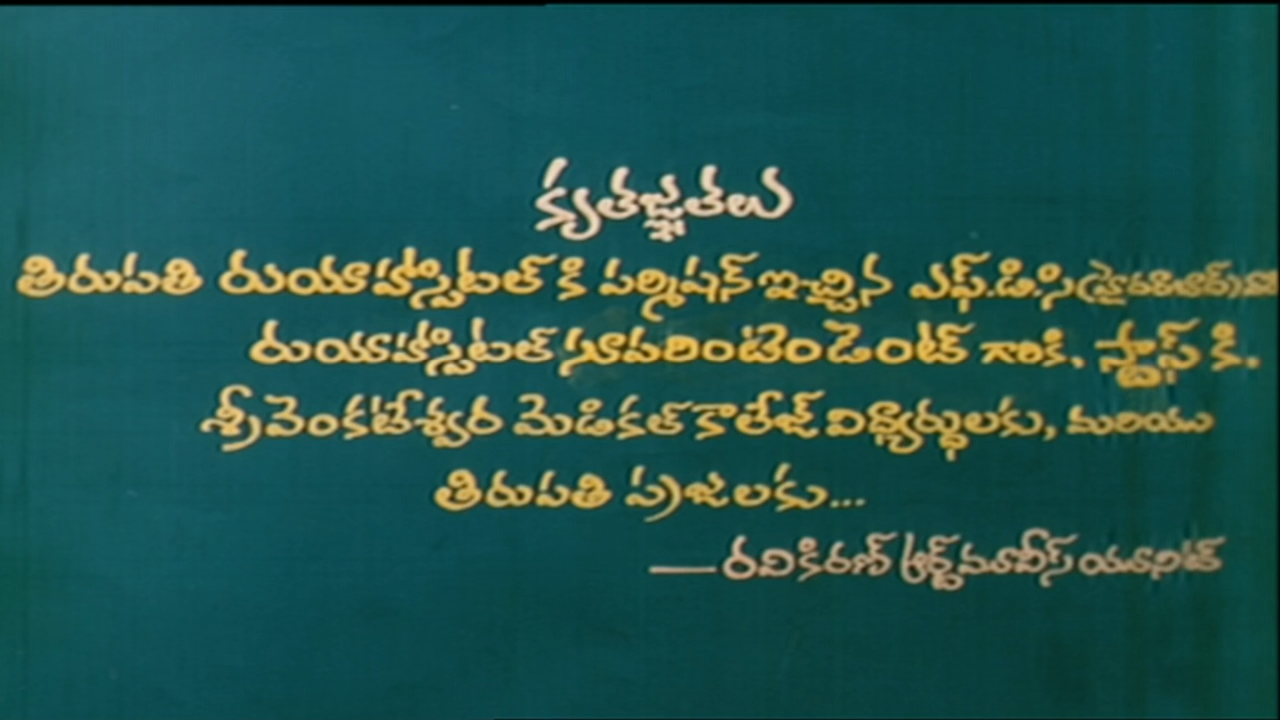 కృతజ్ఞతలు
తిరుపతి రుయాహాస్పిటల్ కి పర్మిషన్ ఇచ్చిన ఎఫ్.డి.సి (హైదరాబాద్)
రుయాహాస్పిటల్ సూపరింటెండెంట్ గారికి, స్టాఫ్ కి.
శ్రీవెంకటేశ్వర మెడికల్ కాలేజ్ విద్యార్థులకు, మరియు
తిరుపతి ప్రజలకు...
—రవికిరణ్ ఆర్ట్ మూవీస్ యూనిట్